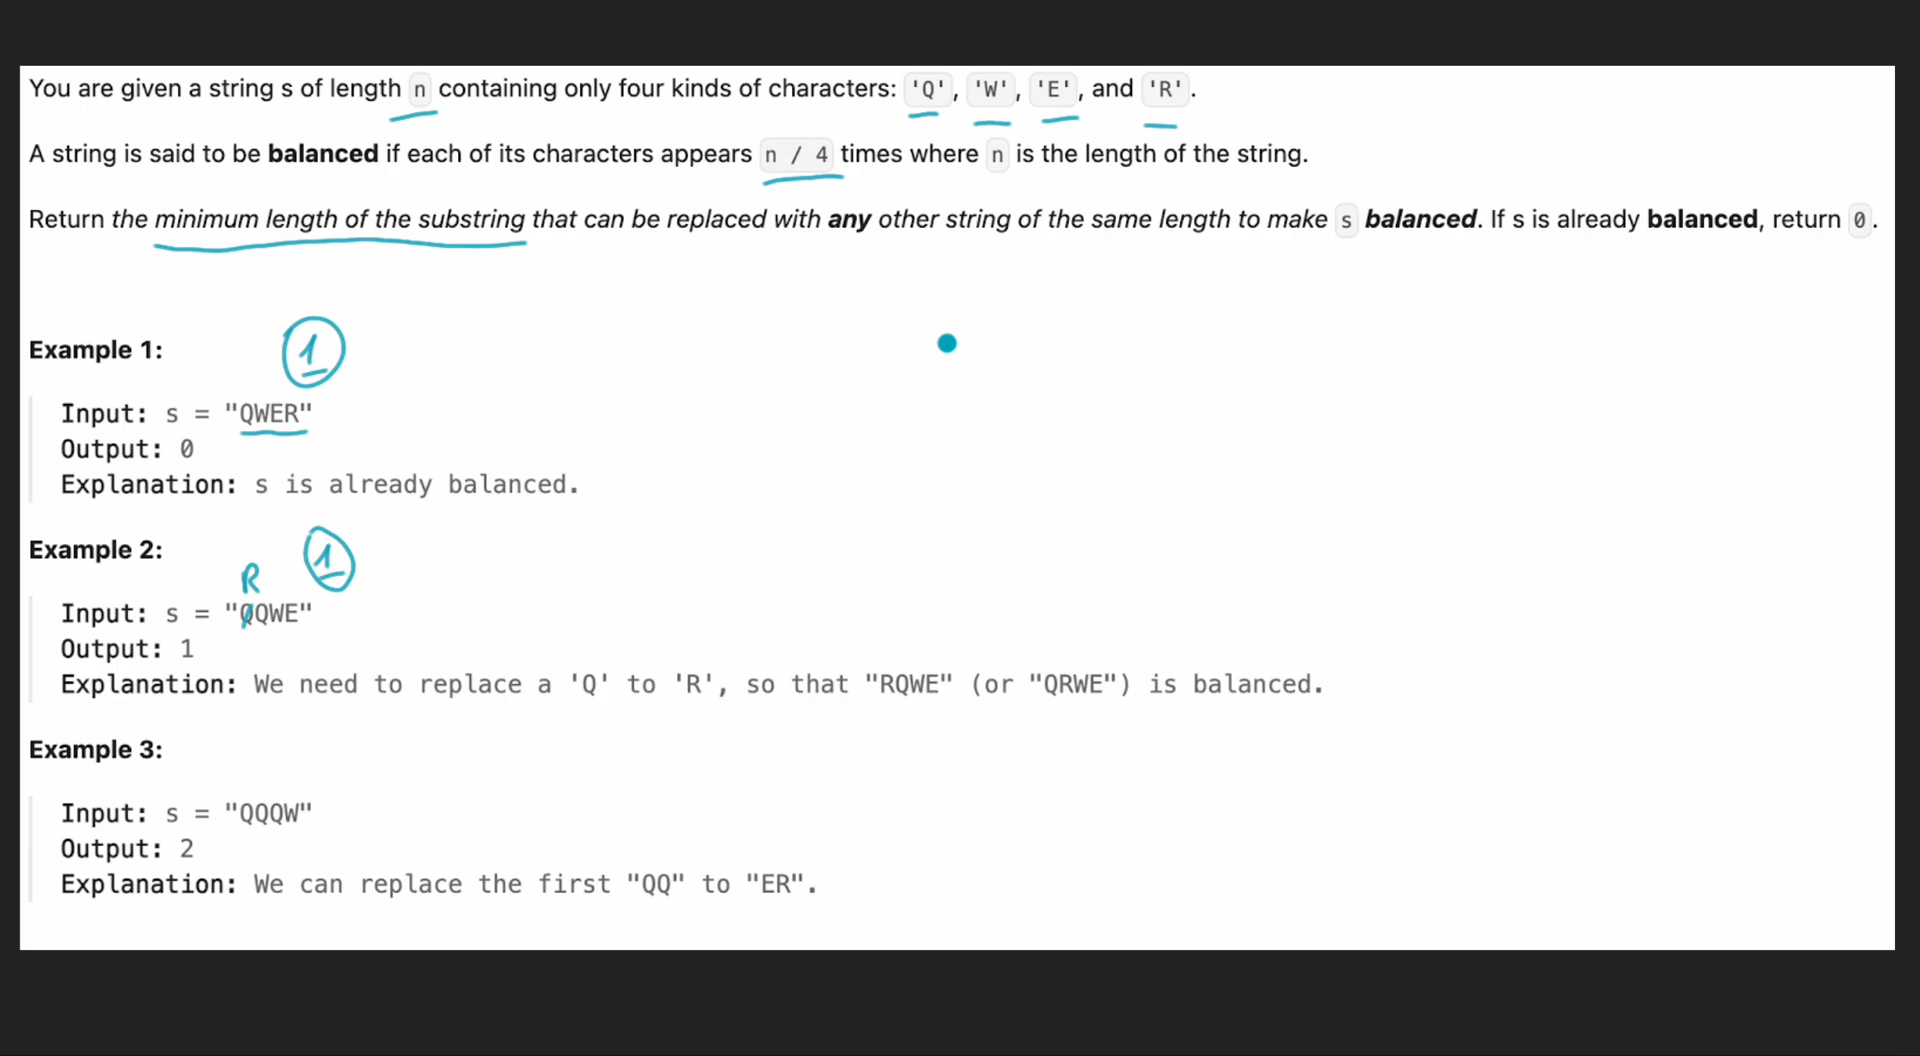 You are given a string s of length n containing only four kinds of characters: 'Q', 'W', 'E', and 'R'.
A string is said to be balanced if each of its characters appears n / 4 times where n is the length of the string.
Return the minimum length of the substring that can be replaced with any other string of the same length to make s balanced. If s is already balanced, return 0.
Example 1:
1
Input: s = "QWER"
Output: 0
Explanation: s is already balanced.
Example 2:
1
R
Input: s = "QQWE"
Output: 1
Explanation: We need to replace a 'Q' to 'R', so that "RQWE" (or "QRWE") is balanced.
Example 3:
Input: s = "QQQW"
Output: 2
Explanation: We can replace the first "QQ" to "ER".